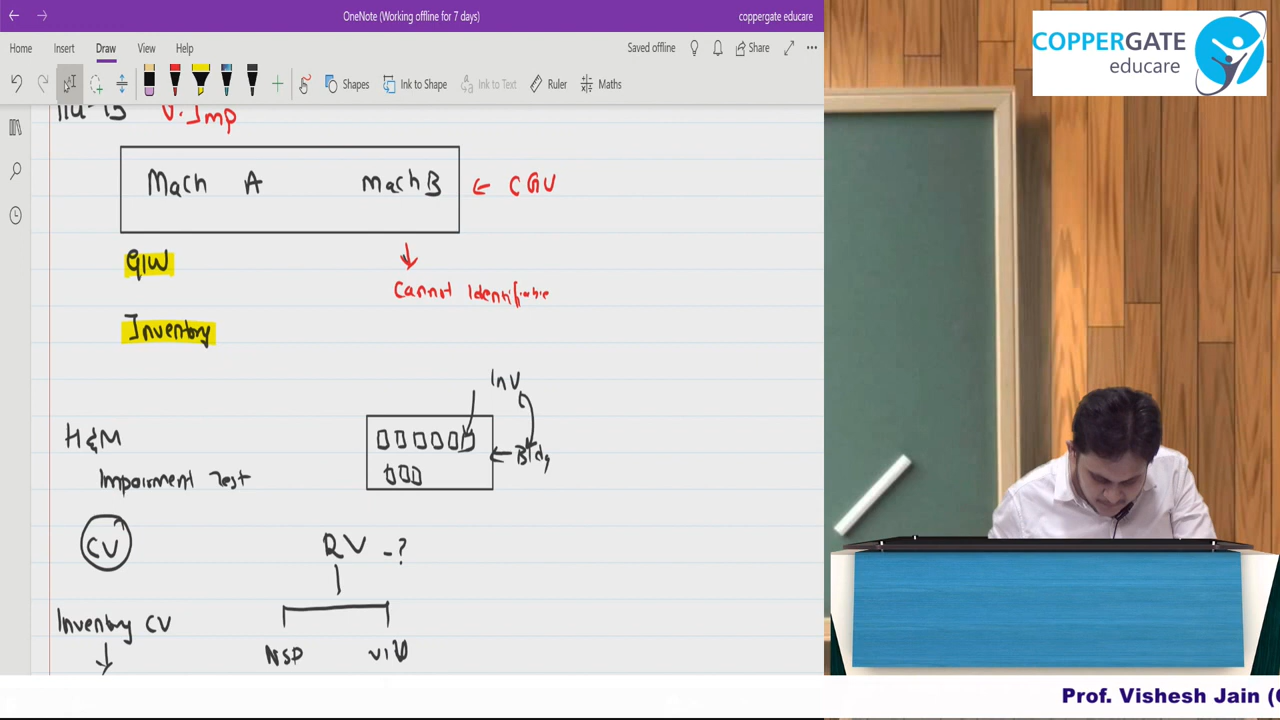 OneNote (Working offline for 7 days)
coppergate educare
Home Insert Draw View Help
Saved offline
Share
Shapes
Ink to Shape
Ink to Text
Ruler
Maths
COPPERGATE
educare
V. Imp
Mach A
Mach B
← CGU
G/W
Cannot Identifiable
Inventory
Inv
H & M
← Bldg
Impairment Test
CV
RV - ?
Inventory CV
NSP
VIU
Prof. Vishesh Jain (